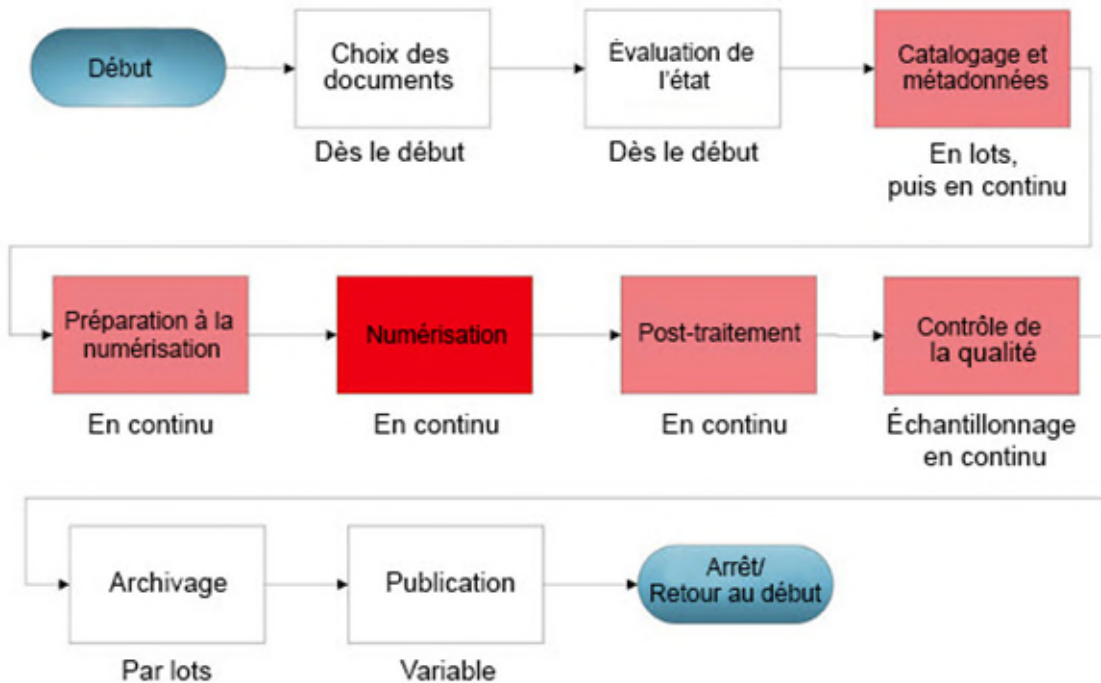 Début
Choix des
documents
Dès le début
Évaluation de
l'état
Dès le début
Catalogage et
métadonnées
En lots,
puis en continu
Préparation à la
numérisation
En continu
Numérisation
En continu
Post-traitement
En continu
Contrôle de
la qualité
Échantillonnage
en continu
Archivage
Par lots
Publication
Variable
Arrêt/
Retour au début